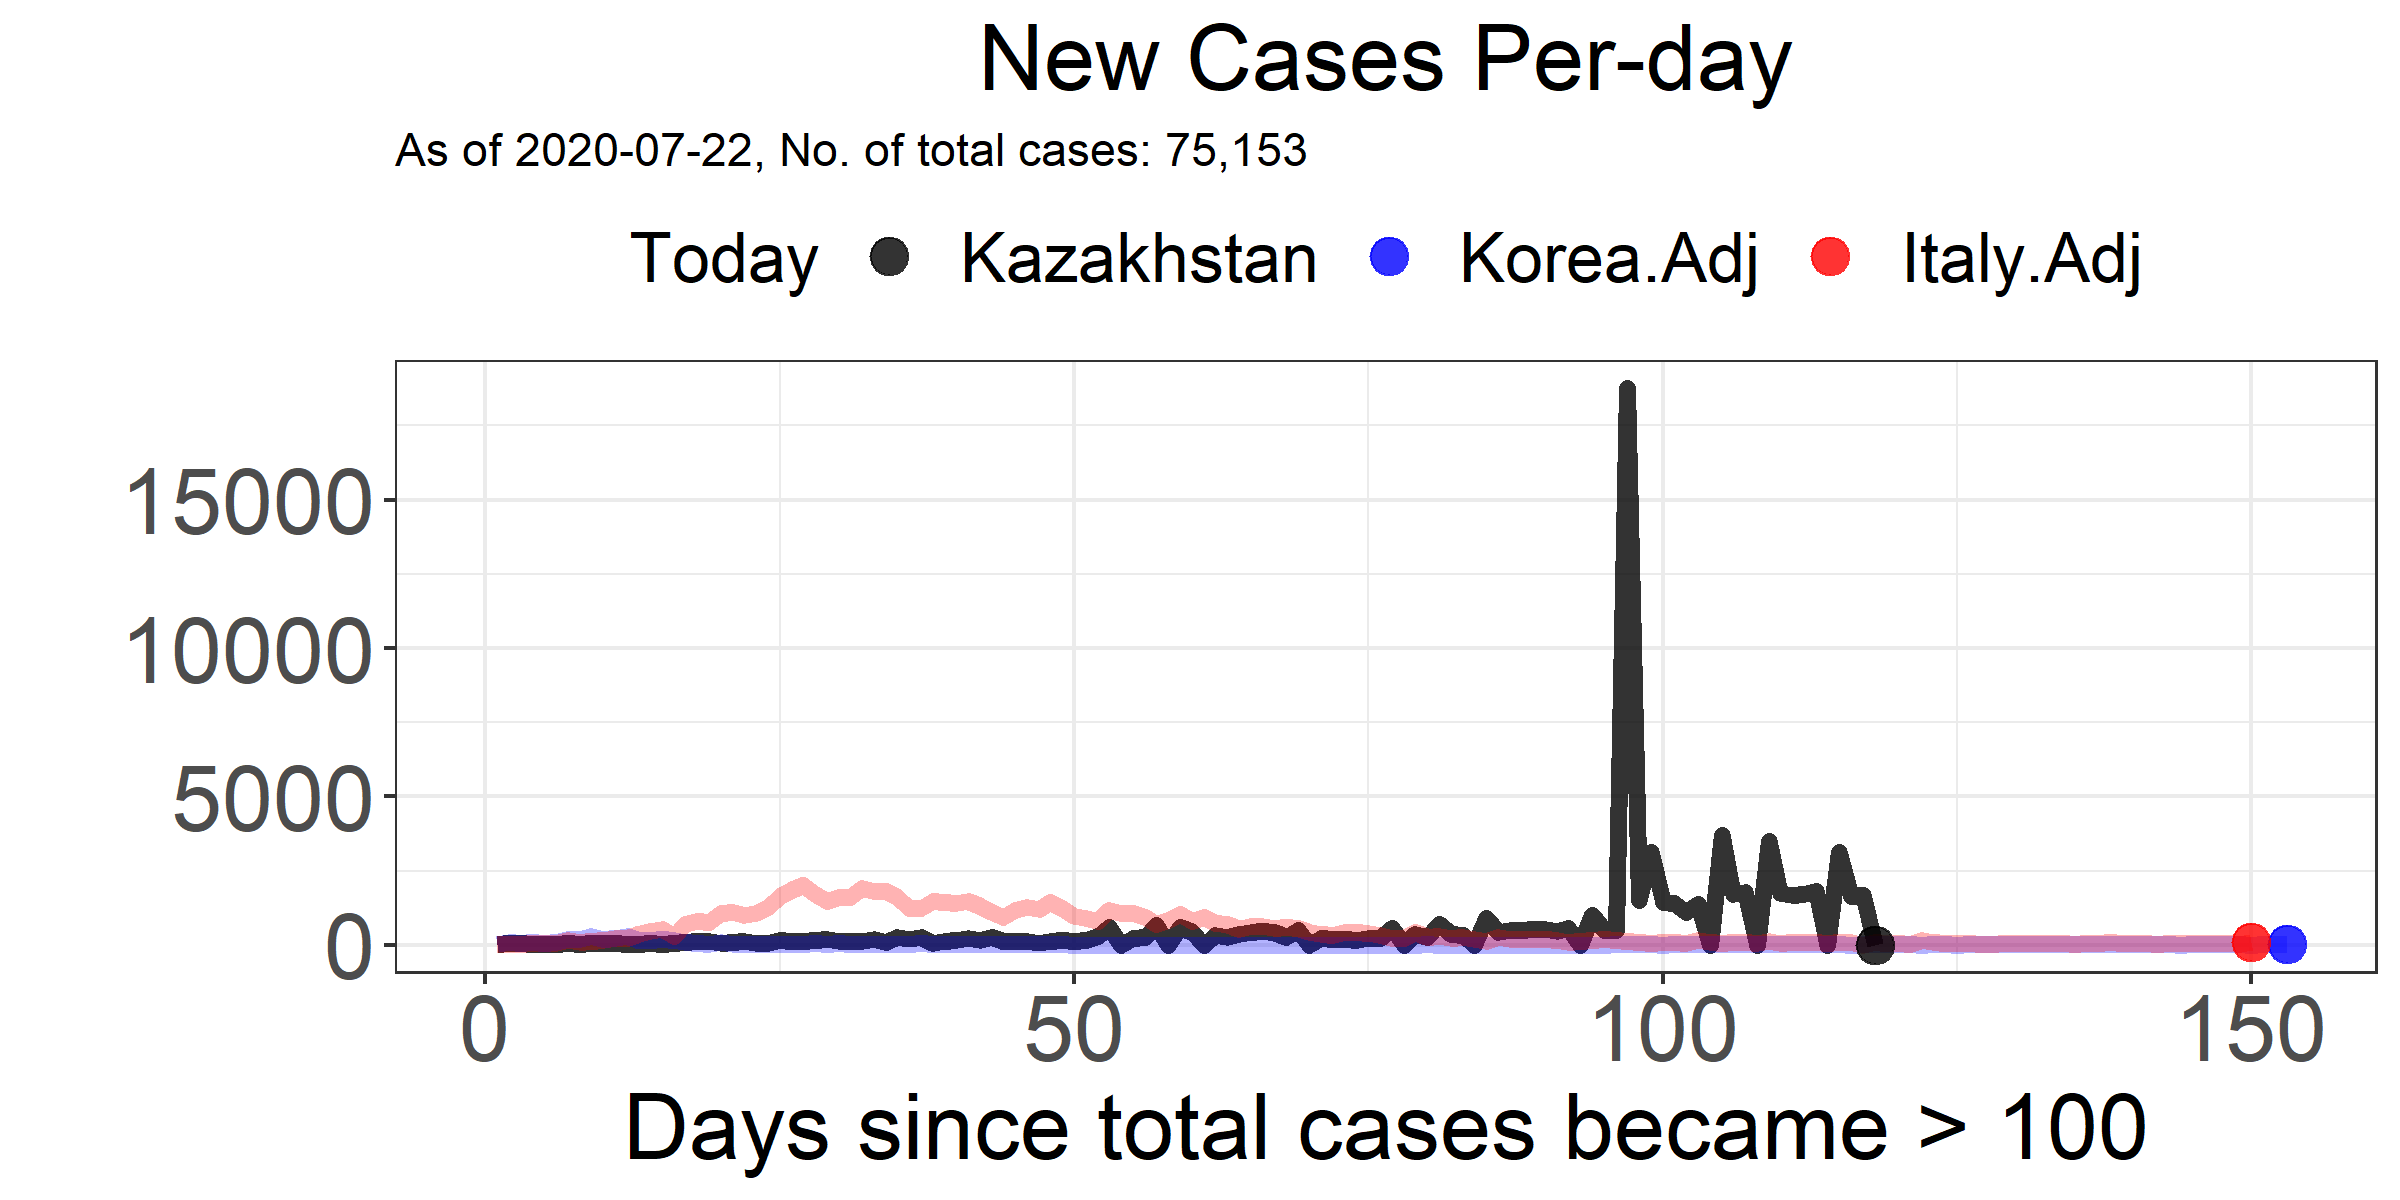 New Cases Per-day
As of 2020-07-22, No. of total cases: 75,153
Today Kazakhstan Korea.Adj Italy.Adj
15000
10000
5000
0
0 50 100 150
Days since total cases became > 100